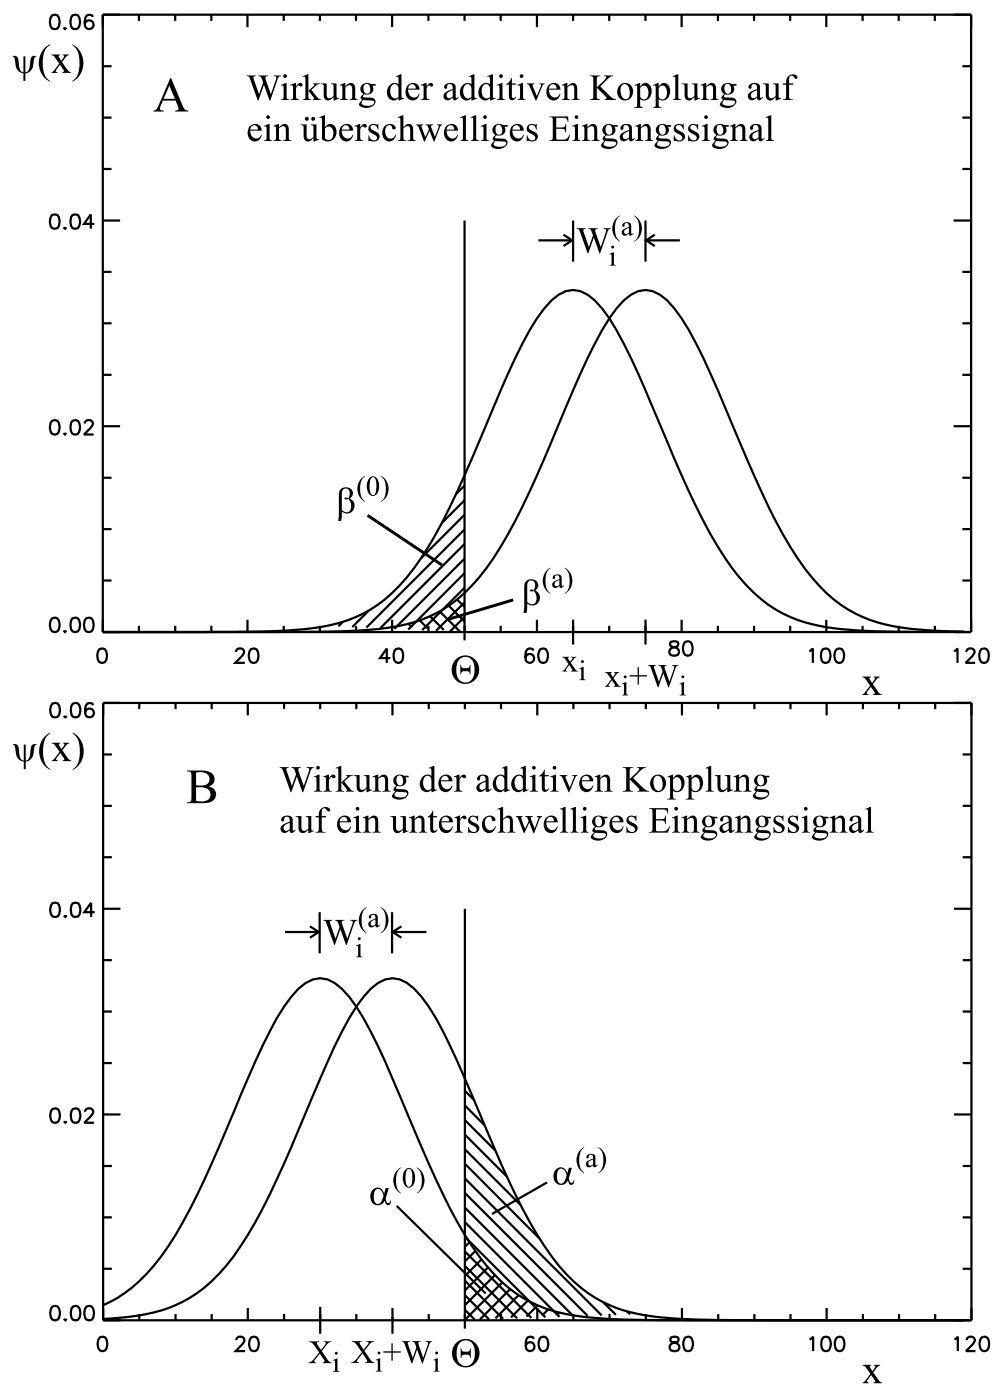 0.06
ψ(x)
A
Wirkung der additiven Kopplung auf
ein überschwelliges Eingangssignal
0.04
W_i^(a)
0.02
β^(0)
β^(a)
0.00
0 20 40 60 80 100 120
Θ x_i x_i+W_i x
0.06
ψ(x)
B
Wirkung der additiven Kopplung
auf ein unterschwelliges Eingangssignal
0.04
W_i^(a)
0.02
α^(0)
α^(a)
0.00
0 20 60 80 100 120
X_i X_i+W_i Θ x